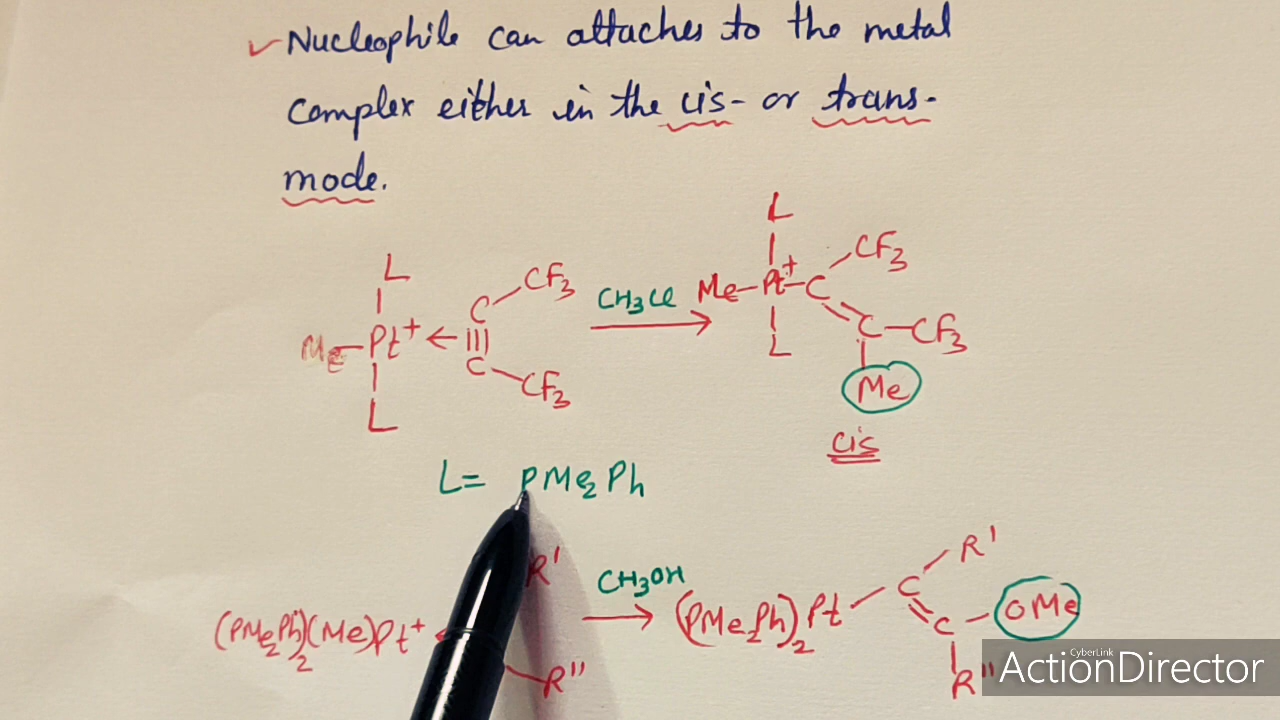 Nucleophile can attaches to the metal
complex either in the cis- or trans-
mode.
L
Me-Pt+ ← C≡C CF3 CF3
L
CH3Cl
L
Me-Pt+-C=C CF3 CF3
L
Me
cis
L= PMe2Ph
(PMe2Ph)2(Me)Pt+ R' R"
CH3OH
(PMe2Ph)2Pt C=C R' OMe R"
CyberLink
ActionDirector